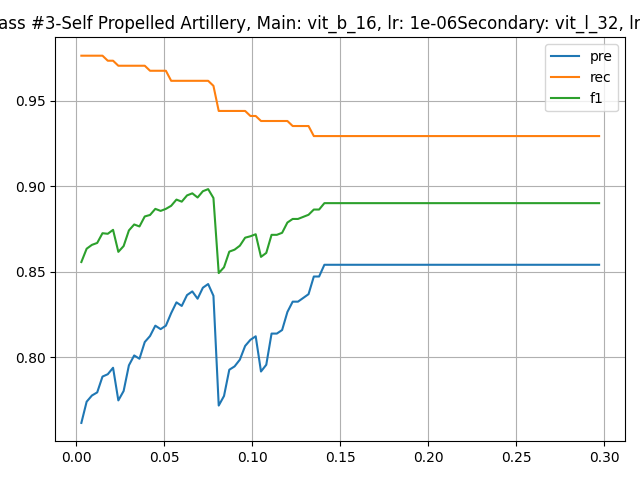 ass #3-Self Propelled Artillery, Main: vit_b_16, lr: 1e-06Secondary: vit_l_32, lr
pre
rec
f1
0.95
0.90
0.85
0.80
0.00 0.05 0.10 0.15 0.20 0.25 0.30